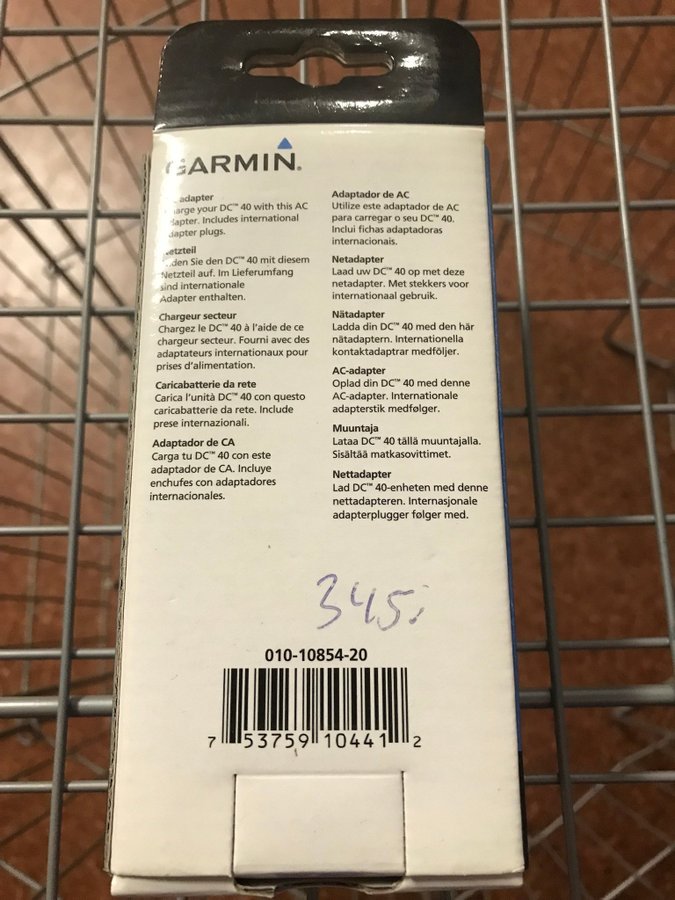 GARMIN®
adapter
arge your DC™ 40 with this AC
dapter. Includes international
dapter plugs.
Netzteil
den Sie den DC™ 40 mit diesem
Netzteil auf. Im Lieferumfang
sind internationale
Adapter enthalten.
Chargeur secteur
Chargez le DC™ 40 à l'aide de ce
chargeur secteur. Fourni avec des
adaptateurs internationaux pour
prises d'alimentation.
Caricabatterie da rete
Carica l'unità DC™ 40 con questo
caricabatterie da rete. Include
prese internazionali.
Adaptador de CA
Carga tu DC™ 40 con este
adaptador de CA. Incluye
enchufes con adaptadores
internacionales.
Adaptador de AC
Utilize este adaptador de AC
para carregar o seu DC™ 40.
Inclui fichas adaptadoras
internacionais.
Netadapter
Laad uw DC™ 40 op met deze
netadapter. Met stekkers voor
internationaal gebruik.
Nätadapter
Ladda din DC™ 40 med den här
nätadaptern. Internationella
kontaktadaptrar medföljer.
AC-adapter
Oplad din DC™ 40 med denne
AC-adapter. Internationale
adapterstik medfølger.
Muuntaja
Lataa DC™ 40 tällä muuntajalla.
Sisältää matkasovittimet.
Nettadapter
Lad DC™ 40-enheten med denne
nettadapteren. Internasjonale
adapterplugger følger med.
345:
010-10854-20
7 53759 10441 2